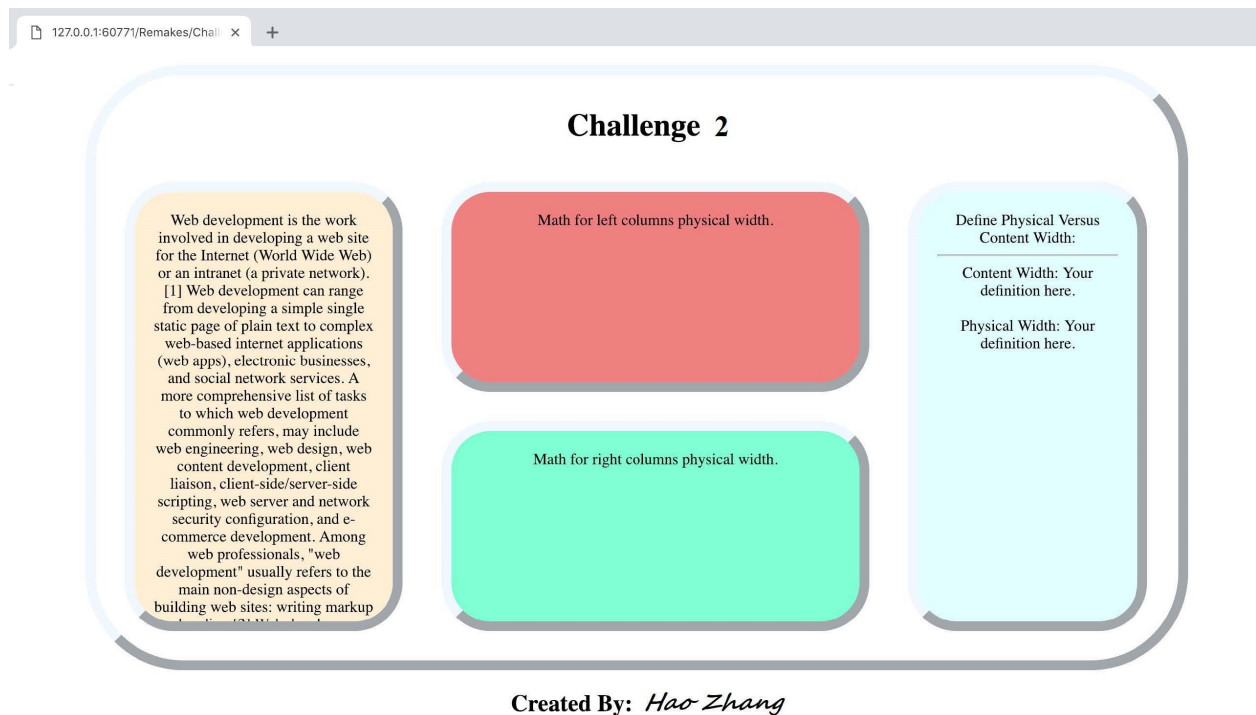 127.0.0.1:60771/Remakes/Chall
Challenge 2
Web development is the work
involved in developing a web site
for the Internet (World Wide Web)
or an intranet (a private network).
[1] Web development can range
from developing a simple single
static page of plain text to complex
web-based internet applications
(web apps), electronic businesses,
and social network services. A
more comprehensive list of tasks
to which web development
commonly refers, may include
web engineering, web design, web
content development, client
liaison, client-side/server-side
scripting, web server and network
security configuration, and e-
commerce development. Among
web professionals, "web
development" usually refers to the
main non-design aspects of
building web sites: writing markup
Math for left columns physical width.
Math for right columns physical width.
Define Physical Versus
Content Width:
Content Width: Your
definition here.
Physical Width: Your
definition here.
Created By: Hao Zhang